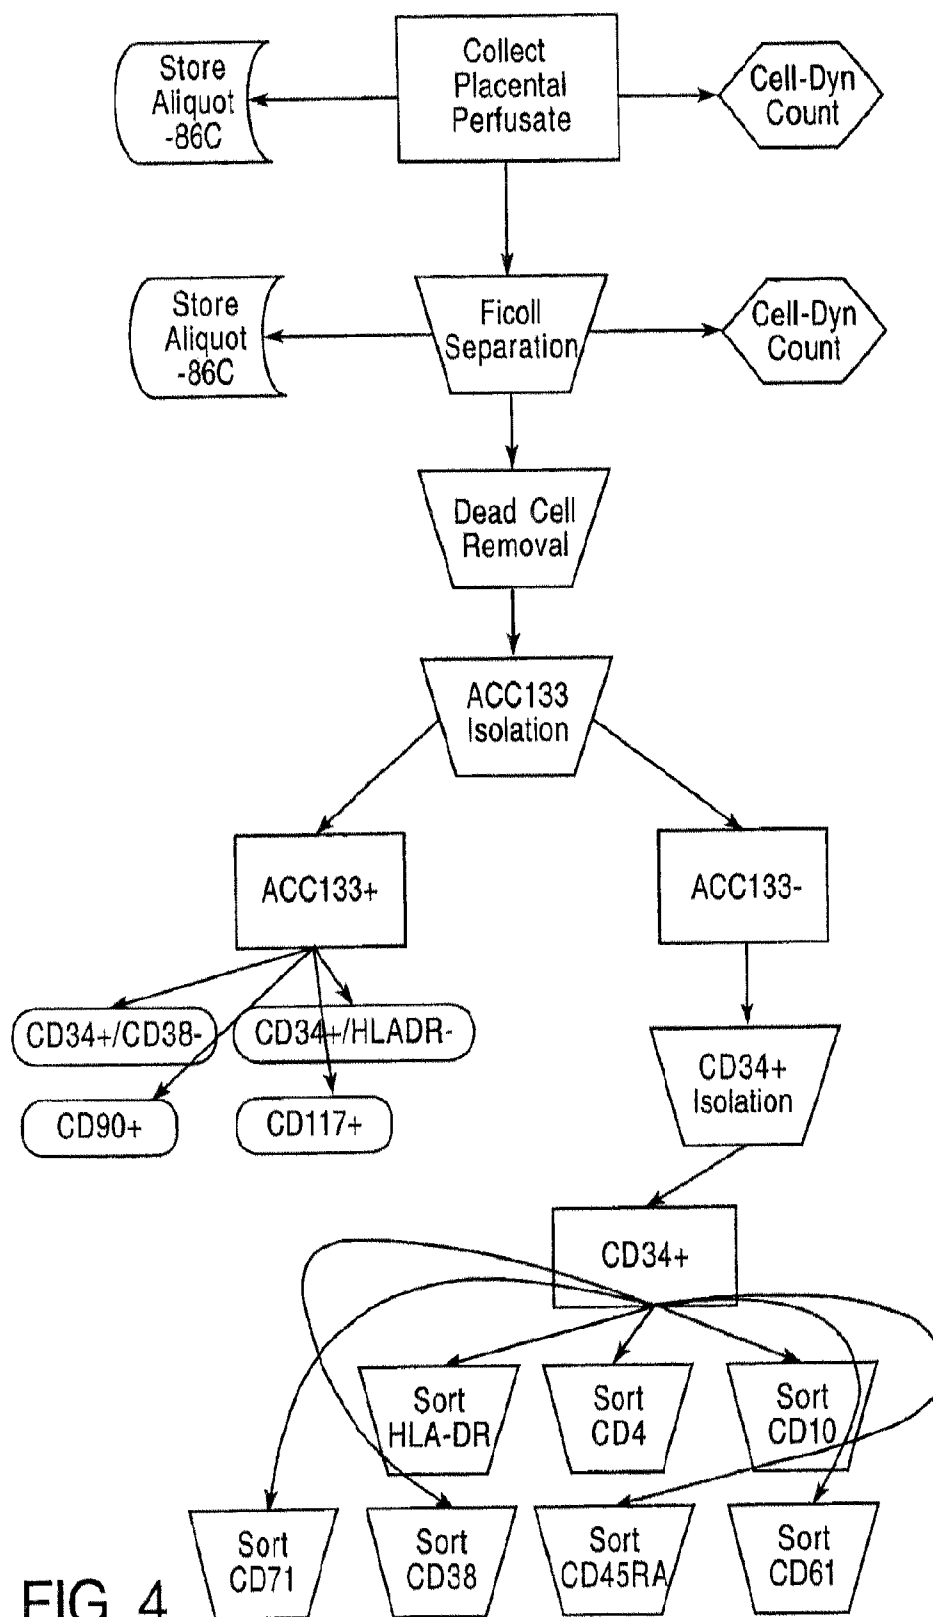 Store
Aliquot
-86C
Collect
Placental
Perfusate
Cell-Dyn
Count
Store
Aliquot
-86C
Ficoll
Separation
Cell-Dyn
Count
Dead Cell
Removal
ACC133
Isolation
ACC133+
ACC133-
CD34+/CD38-
CD34+/HLADR-
CD90+
CD117+
CD34+
Isolation
CD34+
Sort
HLA-DR
Sort
CD4
Sort
CD10
Sort
CD71
Sort
CD38
Sort
CD45RA
Sort
CD61
FIG. 4